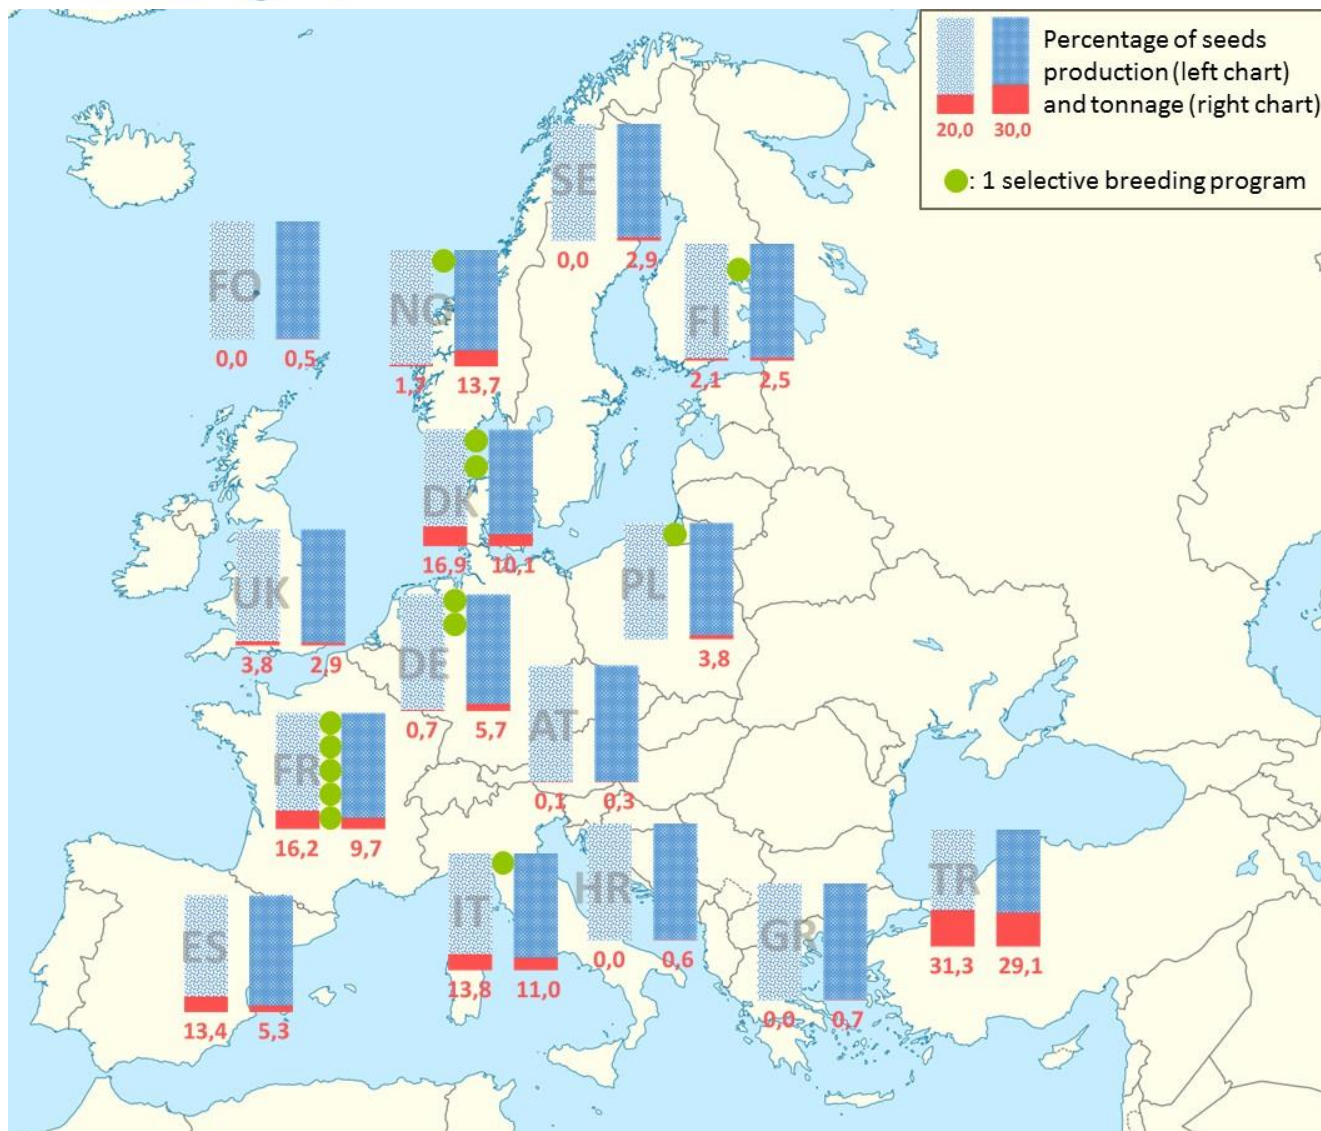 Percentage of seeds
production (left chart)
and tonnage (right chart)
20,0 30,0
: 1 selective breeding program
SE
0,0 2,9
FO
0,0 0,5
NO
1,7 13,7
FI
2,1 2,5
DK
16,9 10,1
UK
3,8 2,9
PL
3,8
DE
0,7 5,7
AT
0,1 0,3
FR
16,2 9,7
HR
0,0 0,6
IT
13,8 11,0
TR
31,3 29,1
GR
0,0 0,7
ES
13,4 5,3